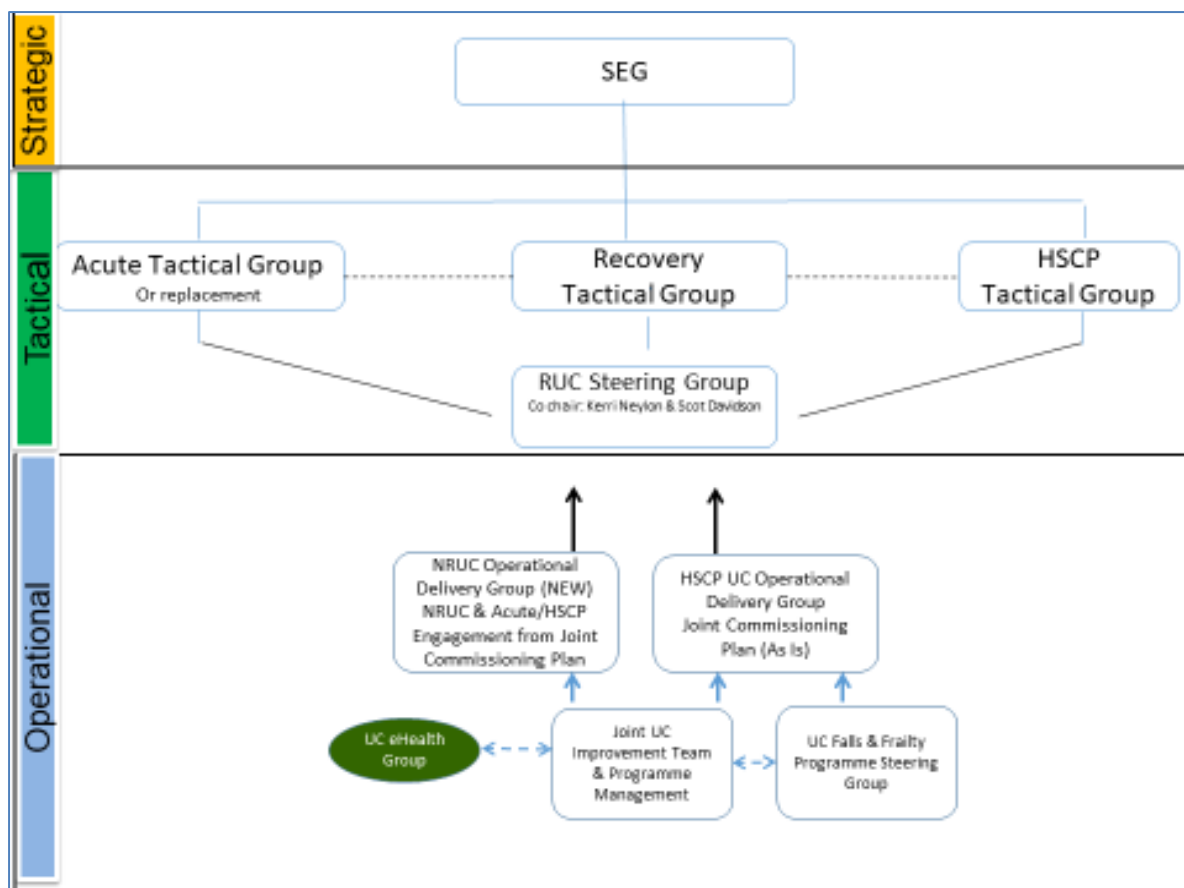 Strategic
SEG
Tactical
Acute Tactical Group
Or replacement
Recovery
Tactical Group
HSCP
Tactical Group
RUC Steering Group
Co chair: Kerri Neylon & Scot Davidson
Operational
NRUC Operational
Delivery Group (NEW)
NRUC & Acute/HSCP
Engagement from Joint
Commissioning Plan
HSCP UC Operational
Delivery Group
Joint Commissioning
Plan (As Is)
UC eHealth
Group
Joint UC
Improvement Team
& Programme
Management
UC Falls & Frailty
Programme Steering
Group